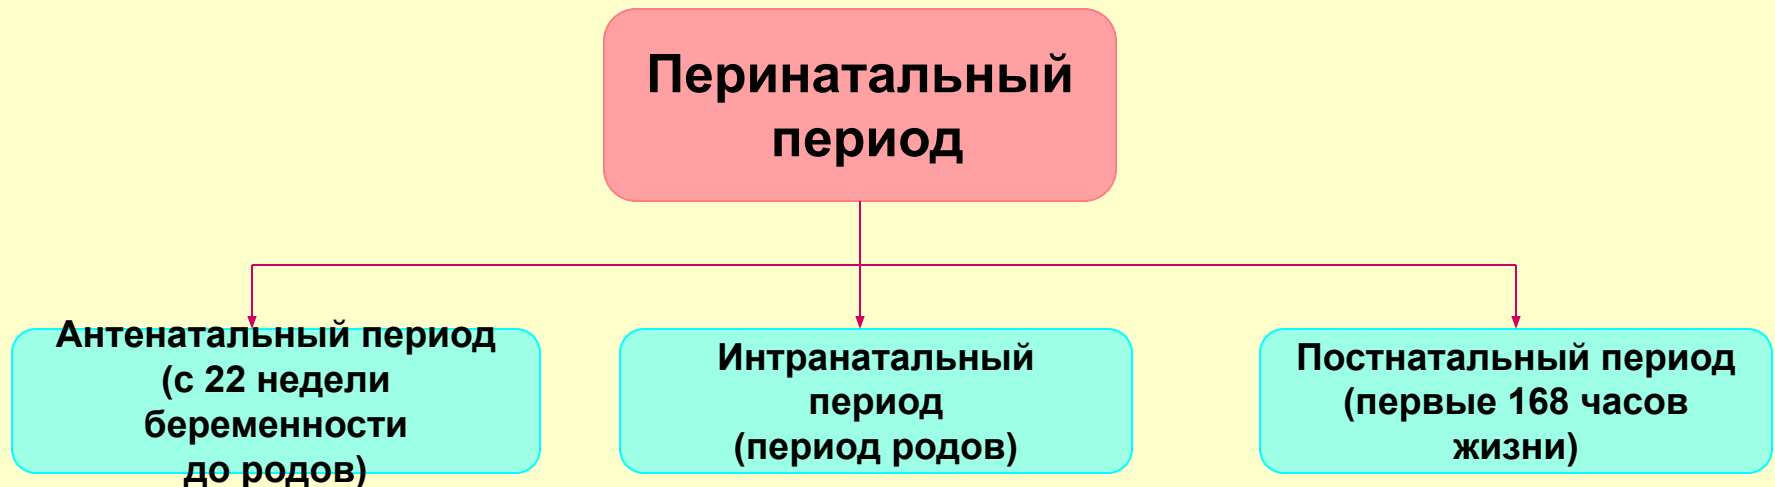 Перинатальный
период
Антенатальный период
(с 22 недели
беременности
до родов)
Интранатальный
период
(период родов)
Постнатальный период
(первые 168 часов
жизни)